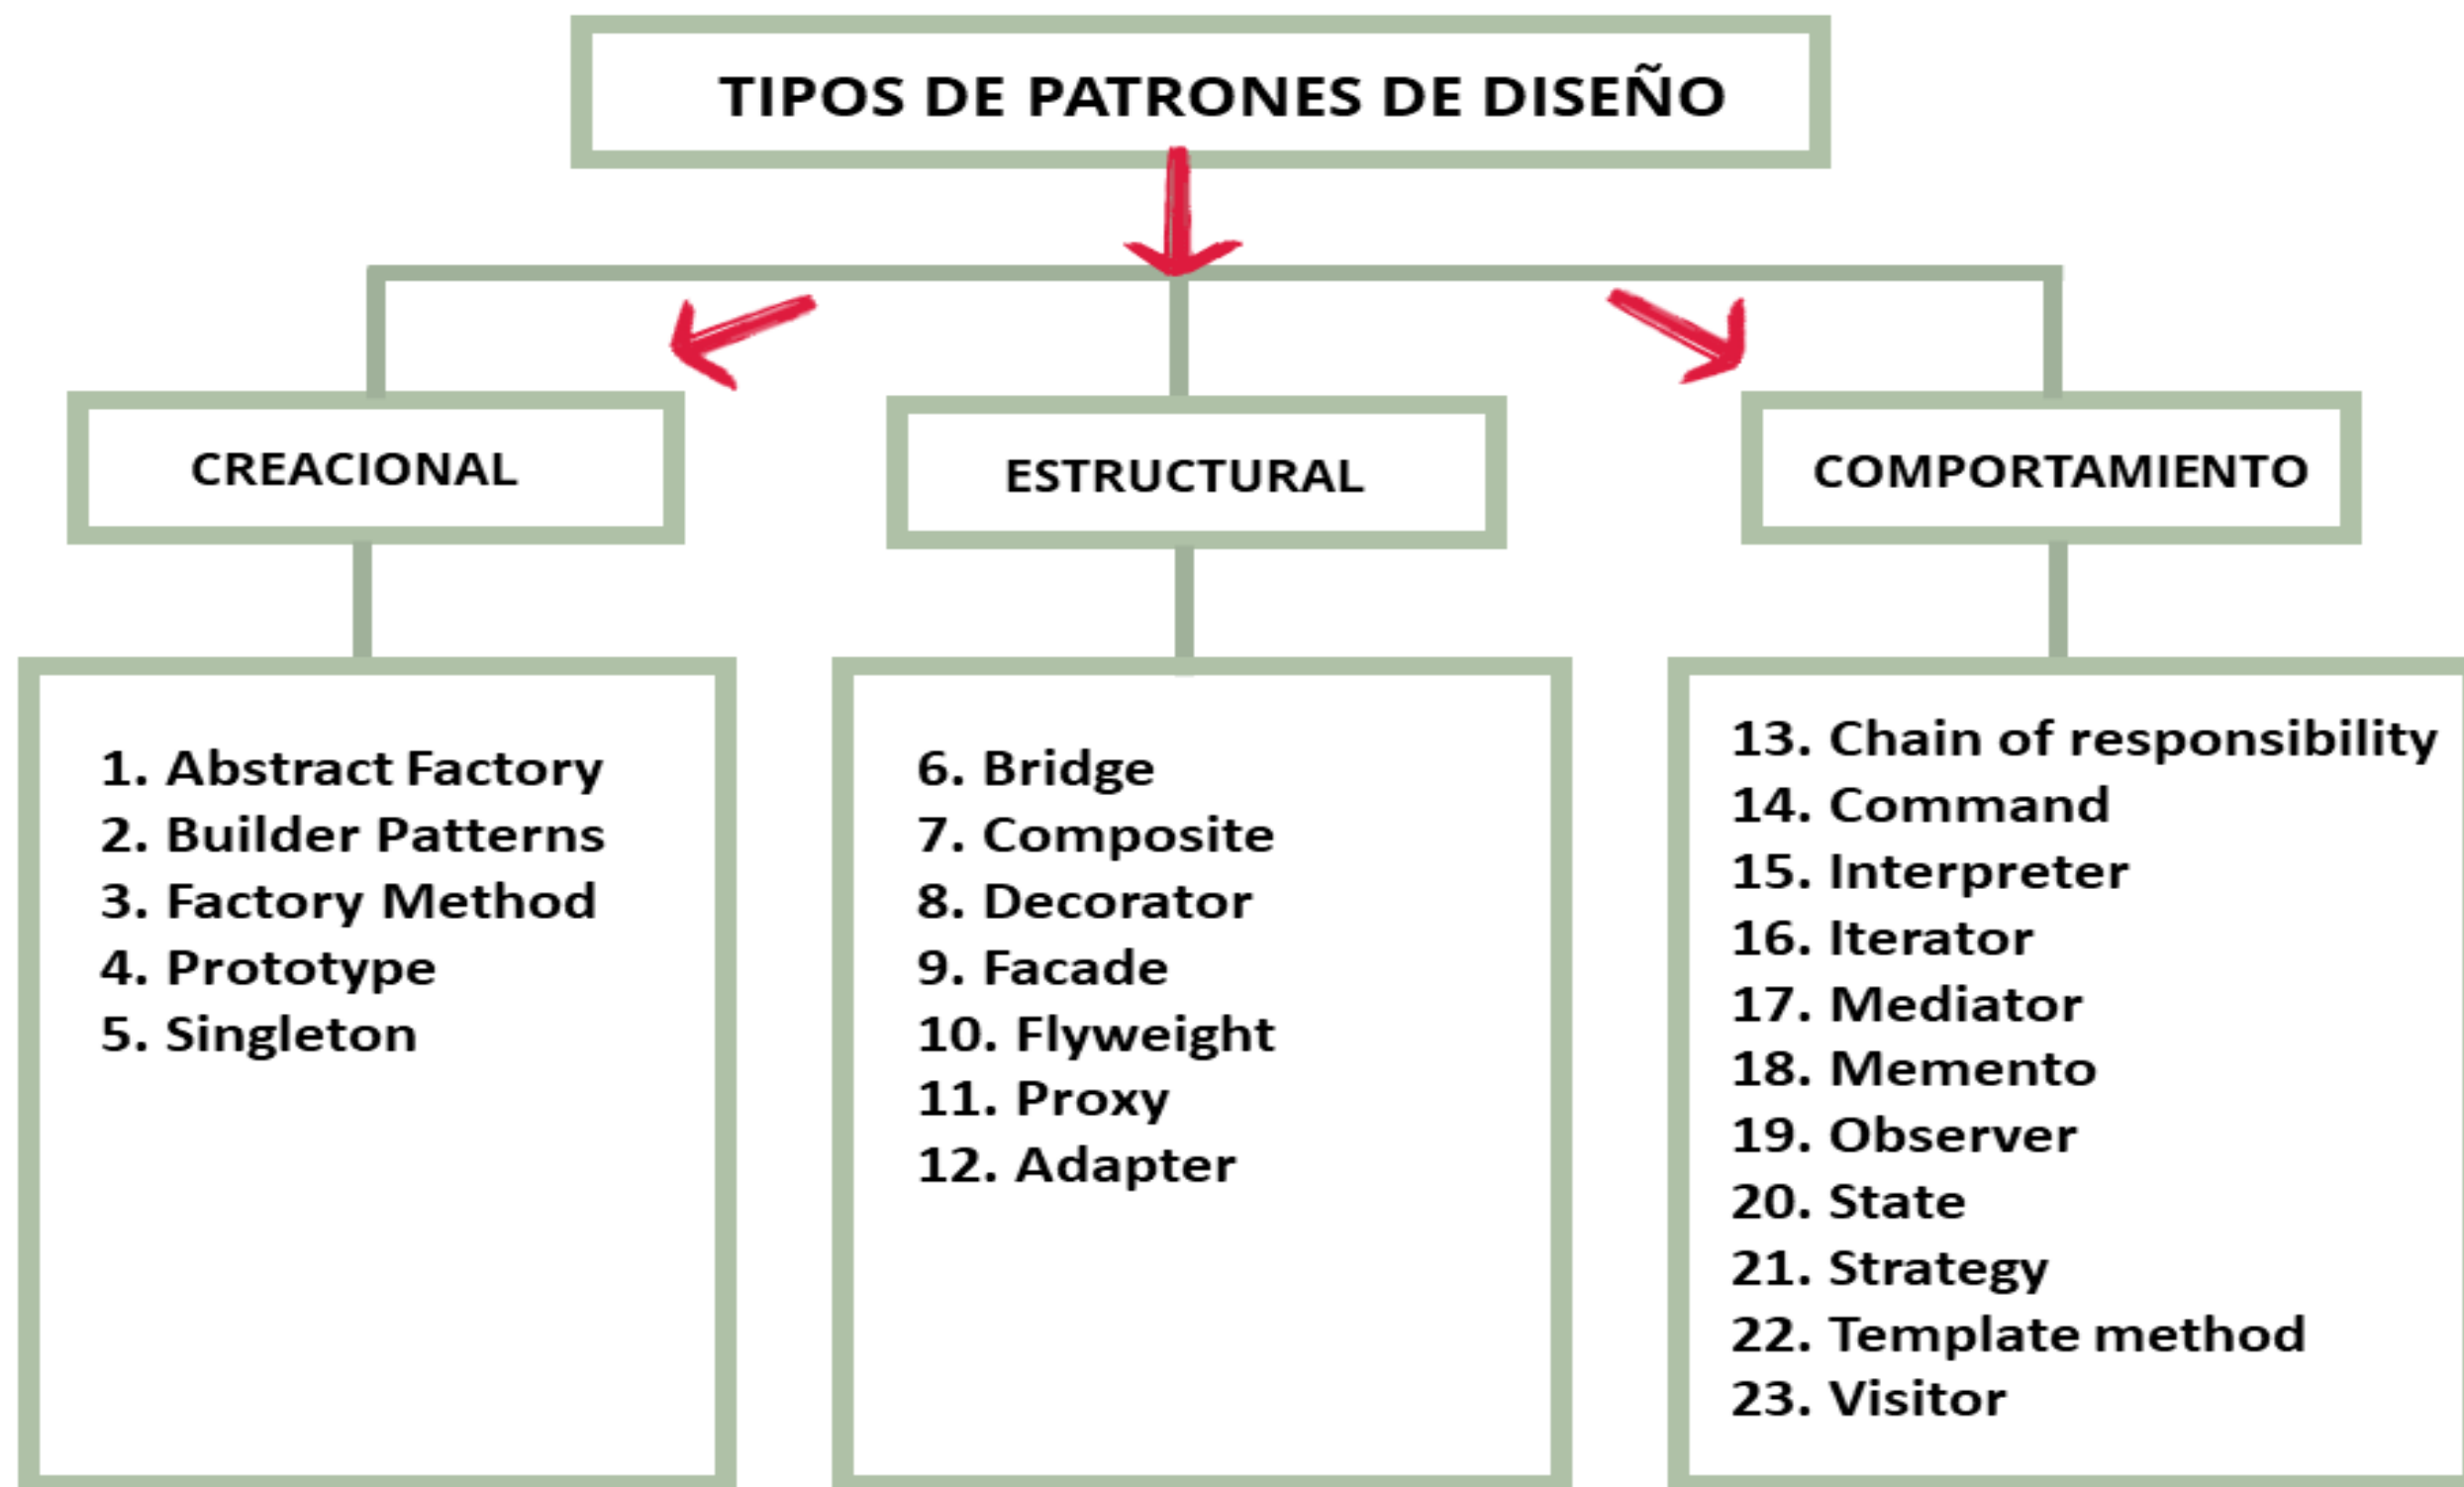 TIPOS DE PATRONES DE DISEÑO
CREACIONAL
ESTRUCTURAL
COMPORTAMIENTO
1. Abstract Factory
2. Builder Patterns
3. Factory Method
4. Prototype
5. Singleton
6. Bridge
7. Composite
8. Decorator
9. Facade
10. Flyweight
11. Proxy
12. Adapter
13. Chain of responsibility
14. Command
15. Interpreter
16. Iterator
17. Mediator
18. Memento
19. Observer
20. State
21. Strategy
22. Template method
23. Visitor